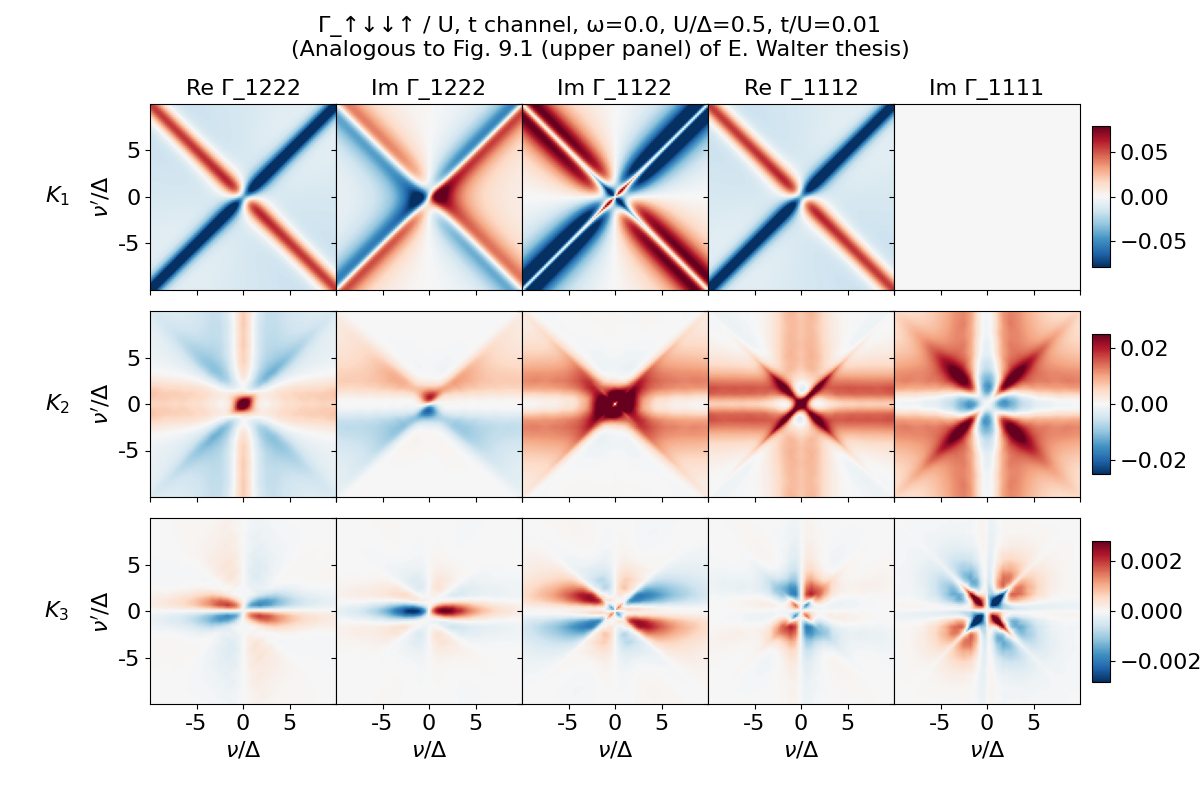 Γ_↑↓↓↑ / U, t channel, ω=0.0, U/Δ=0.5, t/U=0.01
(Analogous to Fig. 9.1 (upper panel) of E. Walter thesis)
Re Γ_1222 Im Γ_1222 Im Γ_1122 Re Γ_1112 Im Γ_1111
K₁ ν′/Δ 5 0 -5
0.05 0.00 −0.05
K₂ ν′/Δ 5 0 -5
0.02 0.00 −0.02
K₃ ν′/Δ 5 0 -5
0.002 0.000 −0.002
-5 0 5 -5 0 5 -5 0 5 -5 0 5 -5 0 5
ν/Δ ν/Δ ν/Δ ν/Δ ν/Δ